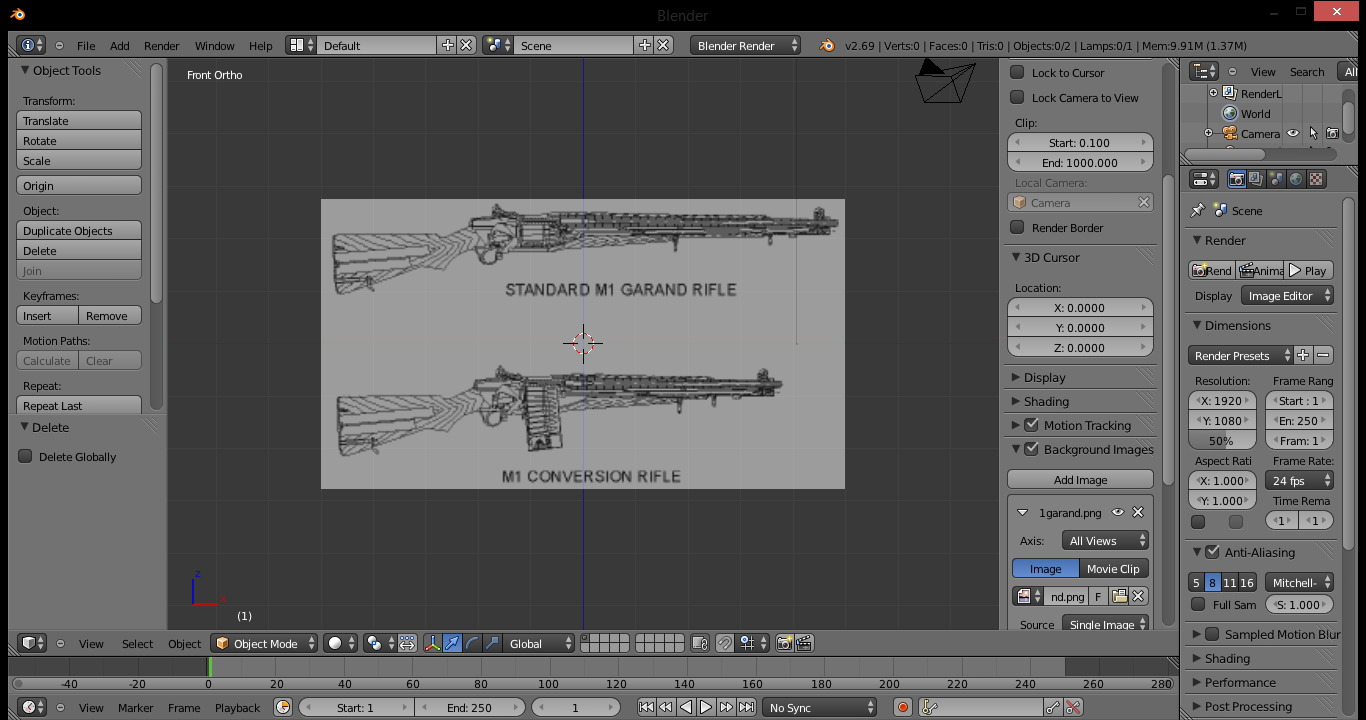 Blender
File Add Render Window Help Default Scene Blender Render v2.69 | Verts:0 | Faces:0 | Tris:0 | Objects:0/2 | Lamps:0/1 | Mem:9.91M (1.37M)
Object Tools
Transform:
Translate
Rotate
Scale
Origin
Object:
Duplicate Objects
Delete
Join
Keyframes:
Insert Remove
Motion Paths:
Calculate Clear
Repeat:
Repeat Last
Delete
Delete Globally
Front Ortho
STANDARD M1 GARAND RIFLE
M1 CONVERSION RIFLE
z
x
(1)
Lock to Cursor
Lock Camera to View
Clip:
Start: 0.100
End: 1000.000
Local Camera:
Camera
Render Border
3D Cursor
Location:
X: 0.0000
Y: 0.0000
Z: 0.0000
Display
Shading
Motion Tracking
Background Images
Add Image
1garand.png
Axis: All Views
Image Movie Clip
nd.png F
Source Single Image
View Search All
RenderL
World
Camera
Scene
Render
Rend Anima Play
Display Image Editor
Dimensions
Render Presets
Resolution: Frame Rang
X: 1920 Start : 1
Y: 1080 En: 250
50% Fram: 1
Aspect Rati Frame Rate:
X: 1.000 24 fps
Y: 1.000 Time Rema
1 1
Anti-Aliasing
5 8 11 16 Mitchell-
Full Sam S: 1.000
Sampled Motion Blur
Shading
Performance
Post Processing
View Select Object Object Mode Global
-40 -20 0 20 40 60 80 100 120 140 160 180 200 220 240 260 280
View Marker Frame Playback Start: 1 End: 250 1 No Sync